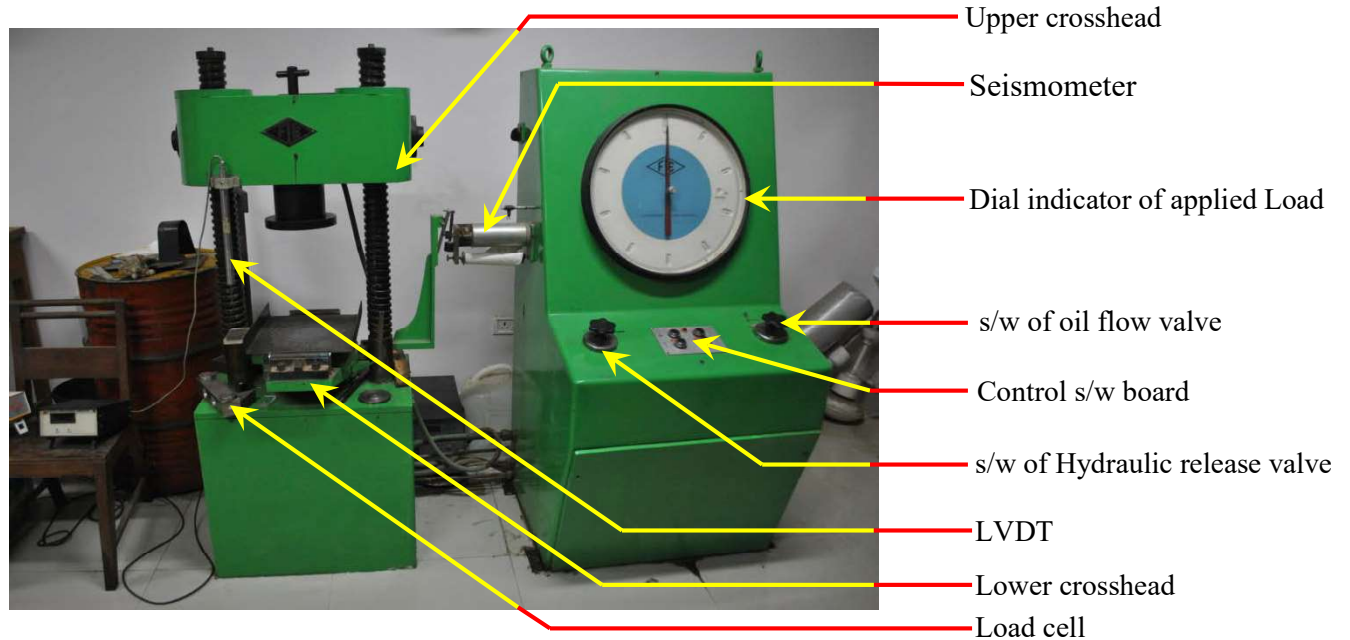 Upper crosshead
Seismometer
Dial indicator of applied Load
s/w of oil flow valve
Control s/w board
s/w of Hydraulic release valve
LVDT
Lower crosshead
Load cell